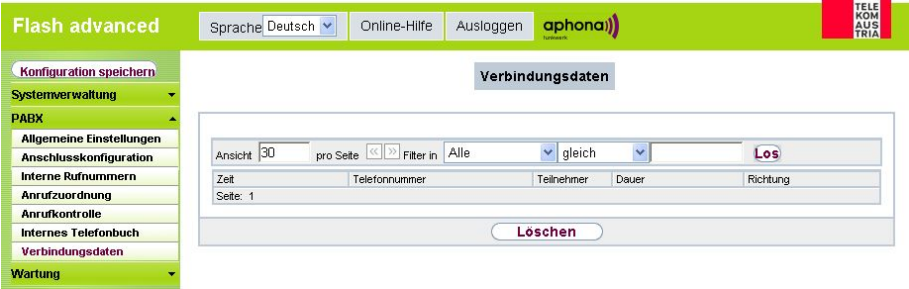 Flash advanced
Sprache Deutsch Online-Hilfe Ausloggen aphona
funkwerk
TELE
KOM
AUS
TRIA
Konfiguration speichern
Systemverwaltung
PABX
Allgemeine Einstellungen
Anschlusskonfiguration
Interne Rufnummern
Anrufzuordnung
Anrufkontrolle
Internes Telefonbuch
Verbindungsdaten
Wartung
Verbindungsdaten
Ansicht 30 pro Seite << >> Filter in Alle gleich Los
Zeit Telefonnummer Teilnehmer Dauer Richtung
Seite: 1
Löschen